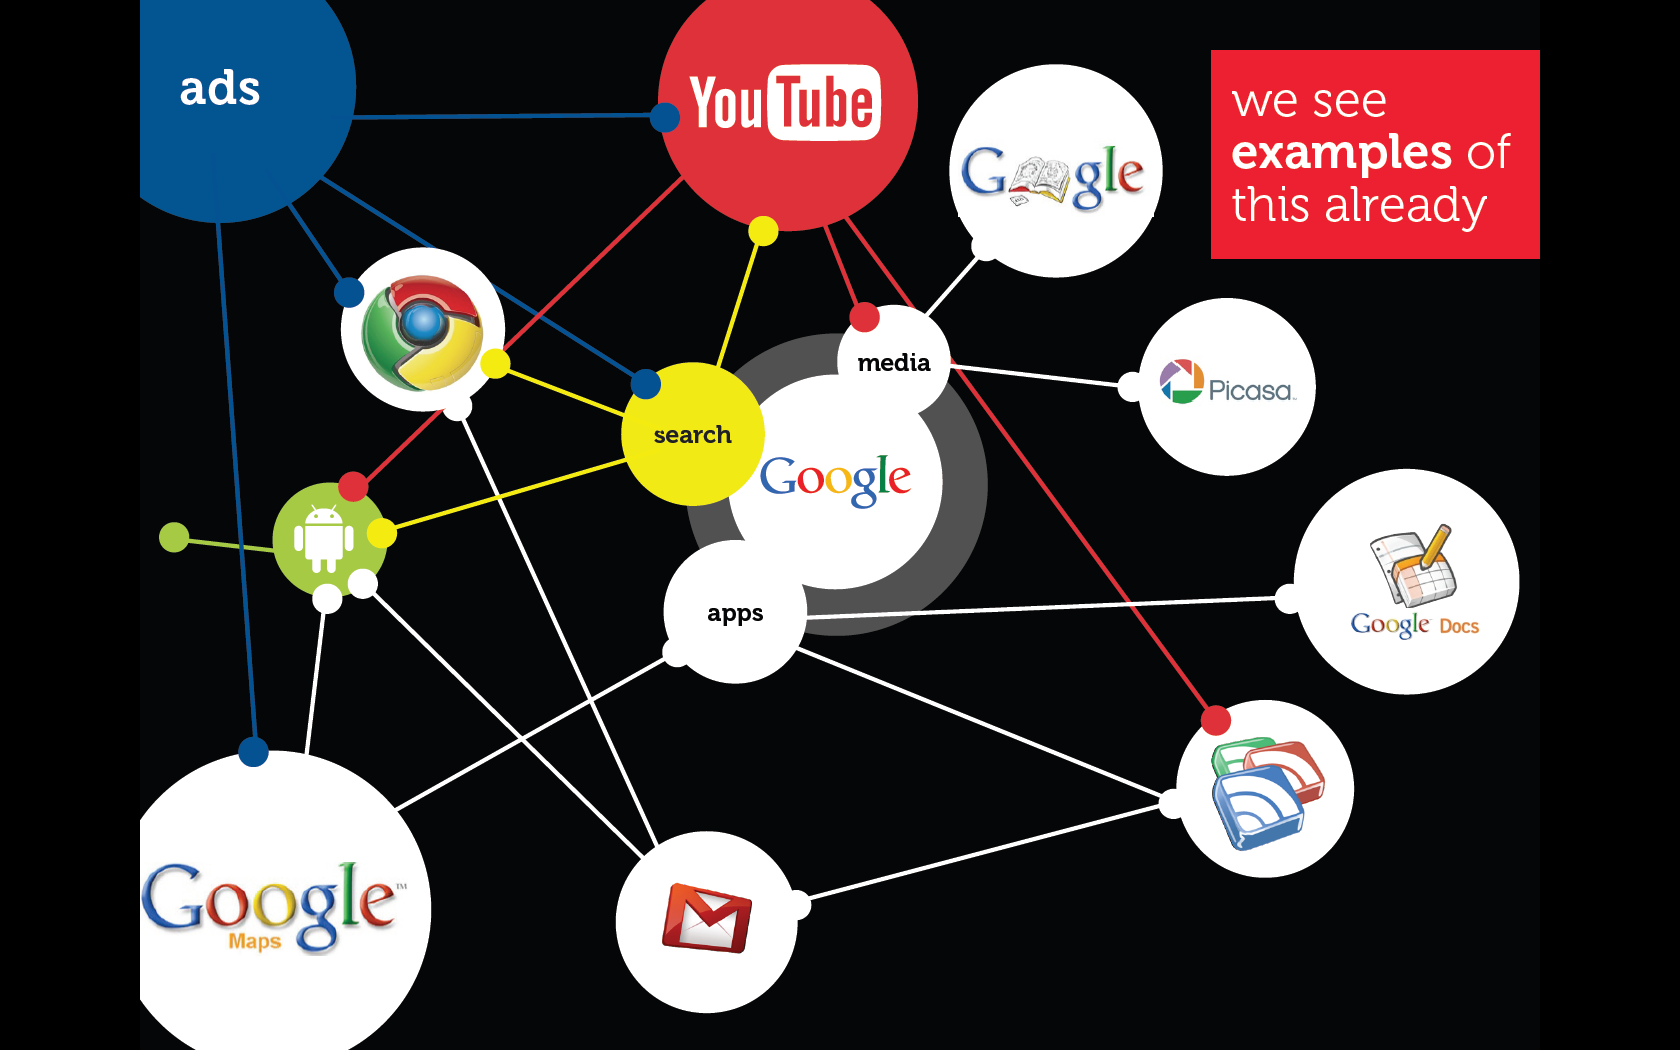 ads
YouTube
Google
we see
examples of
this already
media
Picasa
search
Google
Google Docs
apps
Google™
Maps